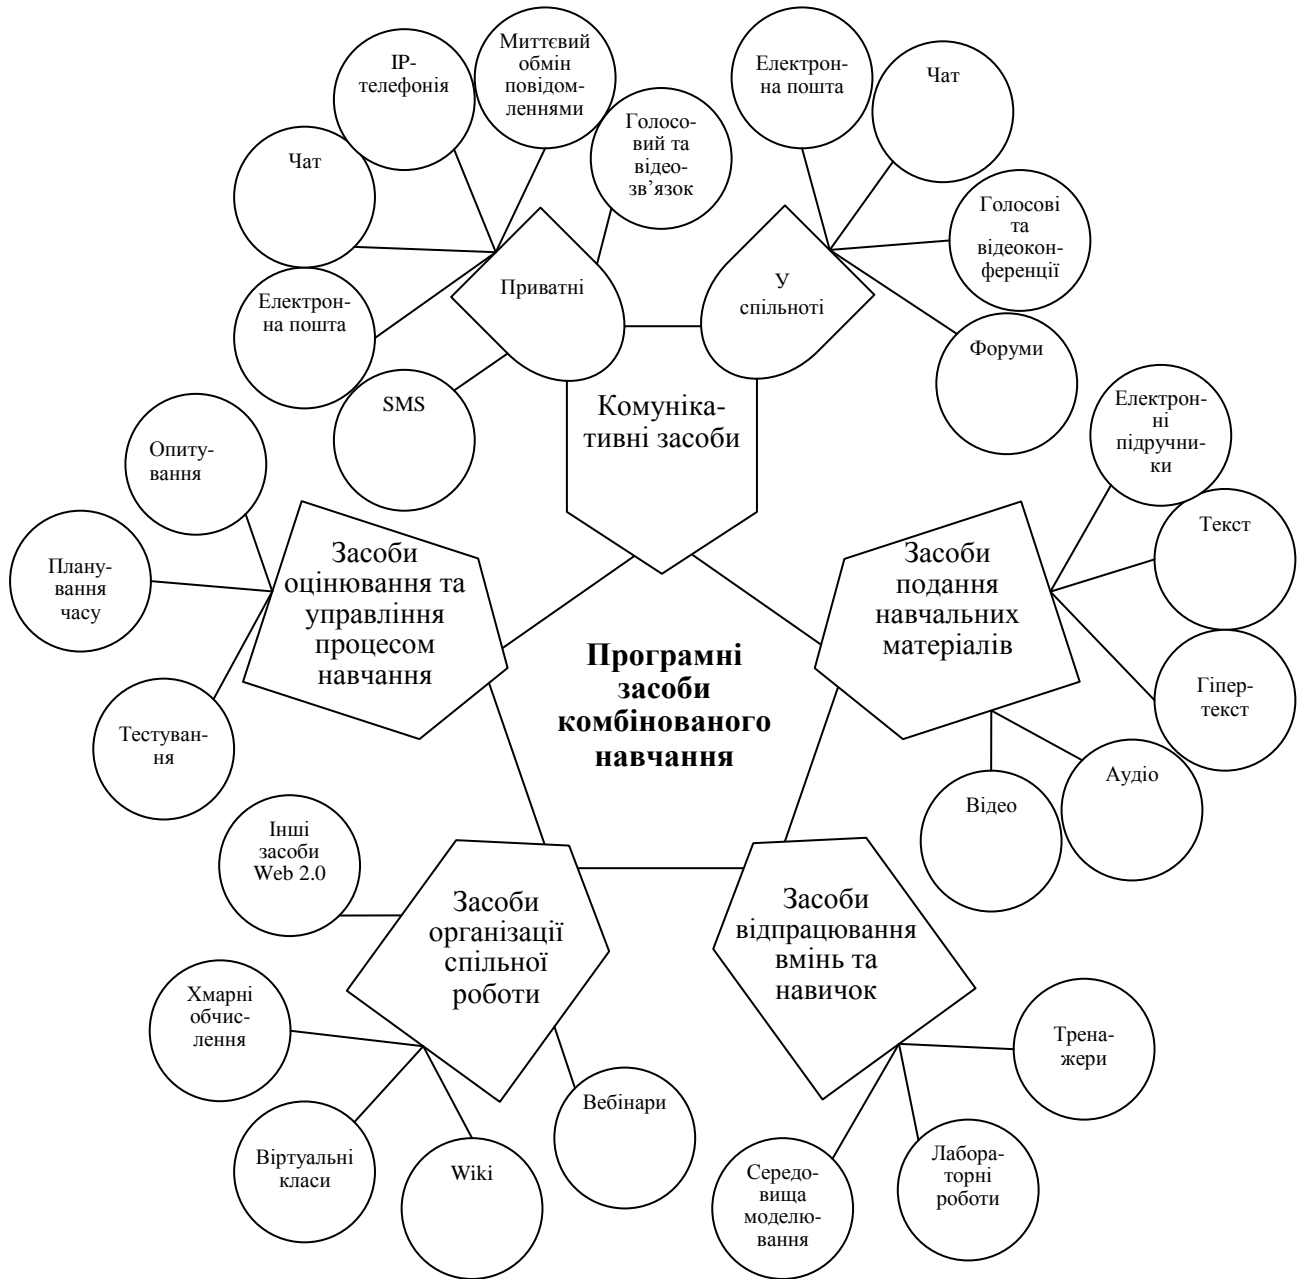 Миттєвий
обмін
повідом-
леннями
IP-
телефонія
Електрон-
на пошта
Чат
Голосо-
вий та
відео-
зв’язок
Чат
Голосові
та
відеокон-
ференції
Приватні
У
спільноті
Електрон-
на пошта
Форуми
SMS
Комуніка-
тивні засоби
Електрон-
ні
підручни-
ки
Опиту-
вання
Текст
Плану-
вання
часу
Засоби
оцінювання та
управління
процесом
навчання
Засоби
подання
навчальних
матеріалів
Програмні
засоби
комбінованого
навчання
Гіпер-
текст
Тестуван-
ня
Аудіо
Відео
Інші
засоби
Web 2.0
Засоби
організації
спільної
роботи
Засоби
відпрацювання
вмінь та
навичок
Хмарні
обчис-
лення
Трена-
жери
Вебінари
Віртуальні
класи
Wiki
Середо-
вища
моделю-
вання
Лабора-
торні
роботи